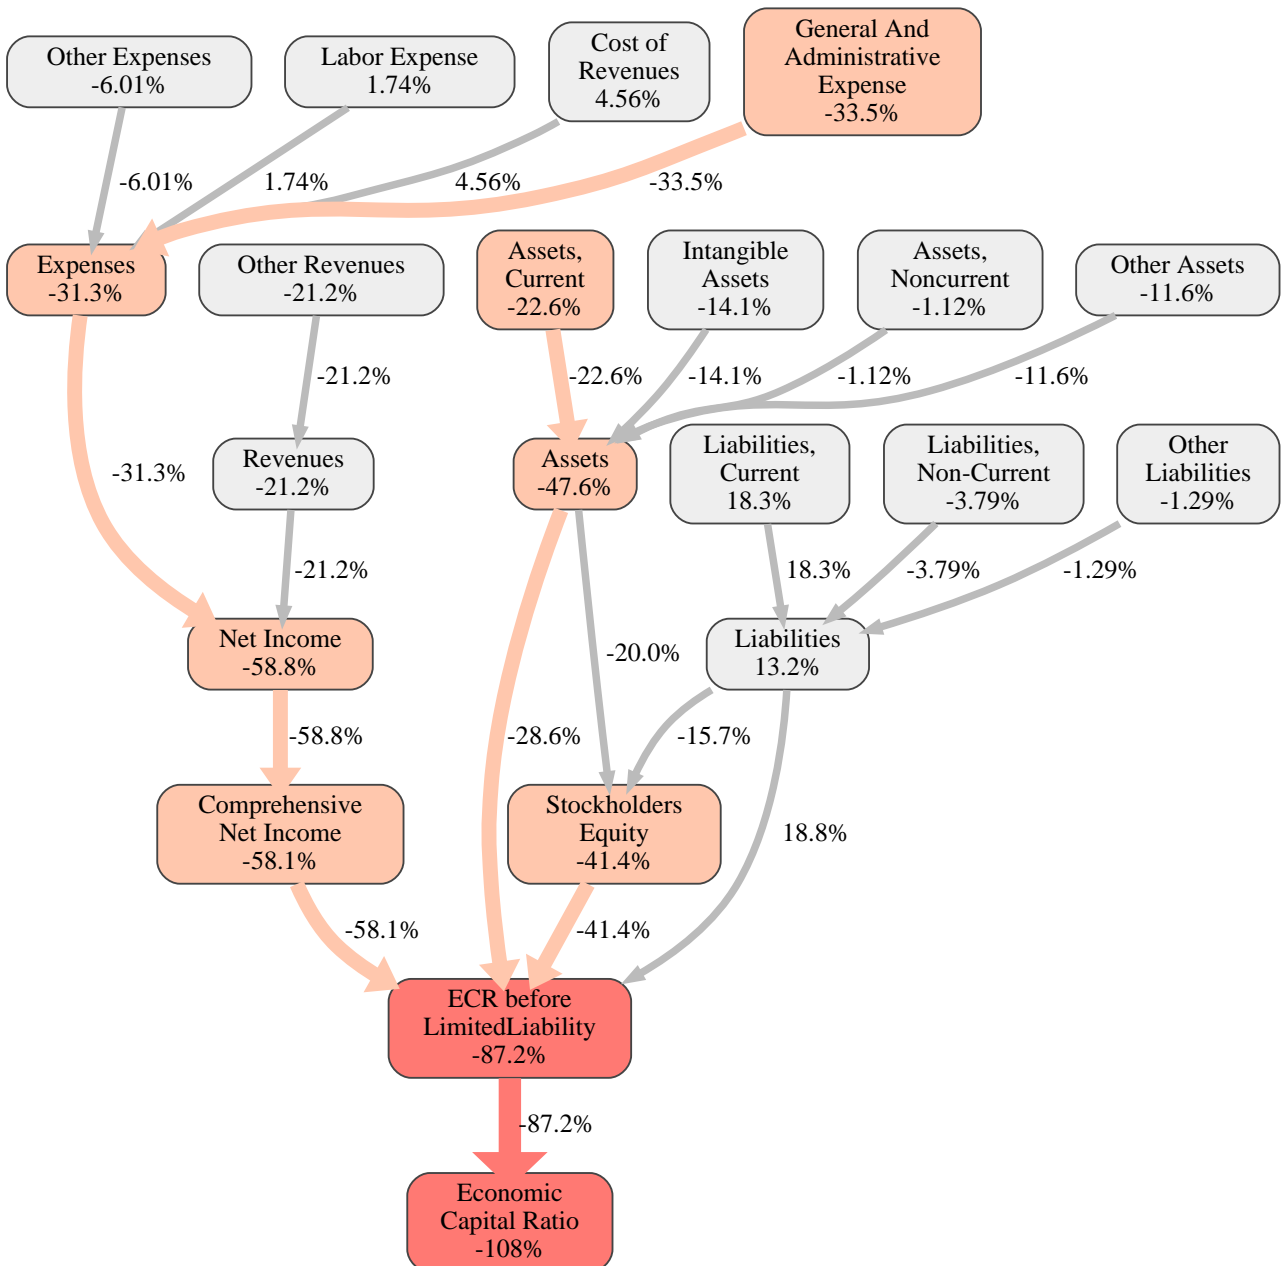 Other Expenses
-6.01%
Labor Expense
1.74%
Cost of
Revenues
4.56%
General And
Administrative
Expense
-33.5%
-6.01%
1.74%
4.56%
-33.5%
Expenses
-31.3%
Other Revenues
-21.2%
Assets,
Current
-22.6%
Intangible
Assets
-14.1%
Assets,
Noncurrent
-1.12%
Other Assets
-11.6%
-21.2%
-22.6%
-14.1%
-1.12%
-11.6%
-31.3%
Revenues
-21.2%
Assets
-47.6%
Liabilities,
Current
18.3%
Liabilities,
Non-Current
-3.79%
Other
Liabilities
-1.29%
-21.2%
18.3%
-3.79%
-1.29%
Net Income
-58.8%
-20.0%
Liabilities
13.2%
-58.8%
-28.6%
-15.7%
Comprehensive
Net Income
-58.1%
Stockholders
Equity
-41.4%
18.8%
-58.1%
-41.4%
ECR before
LimitedLiability
-87.2%
-87.2%
Economic
Capital Ratio
-108%